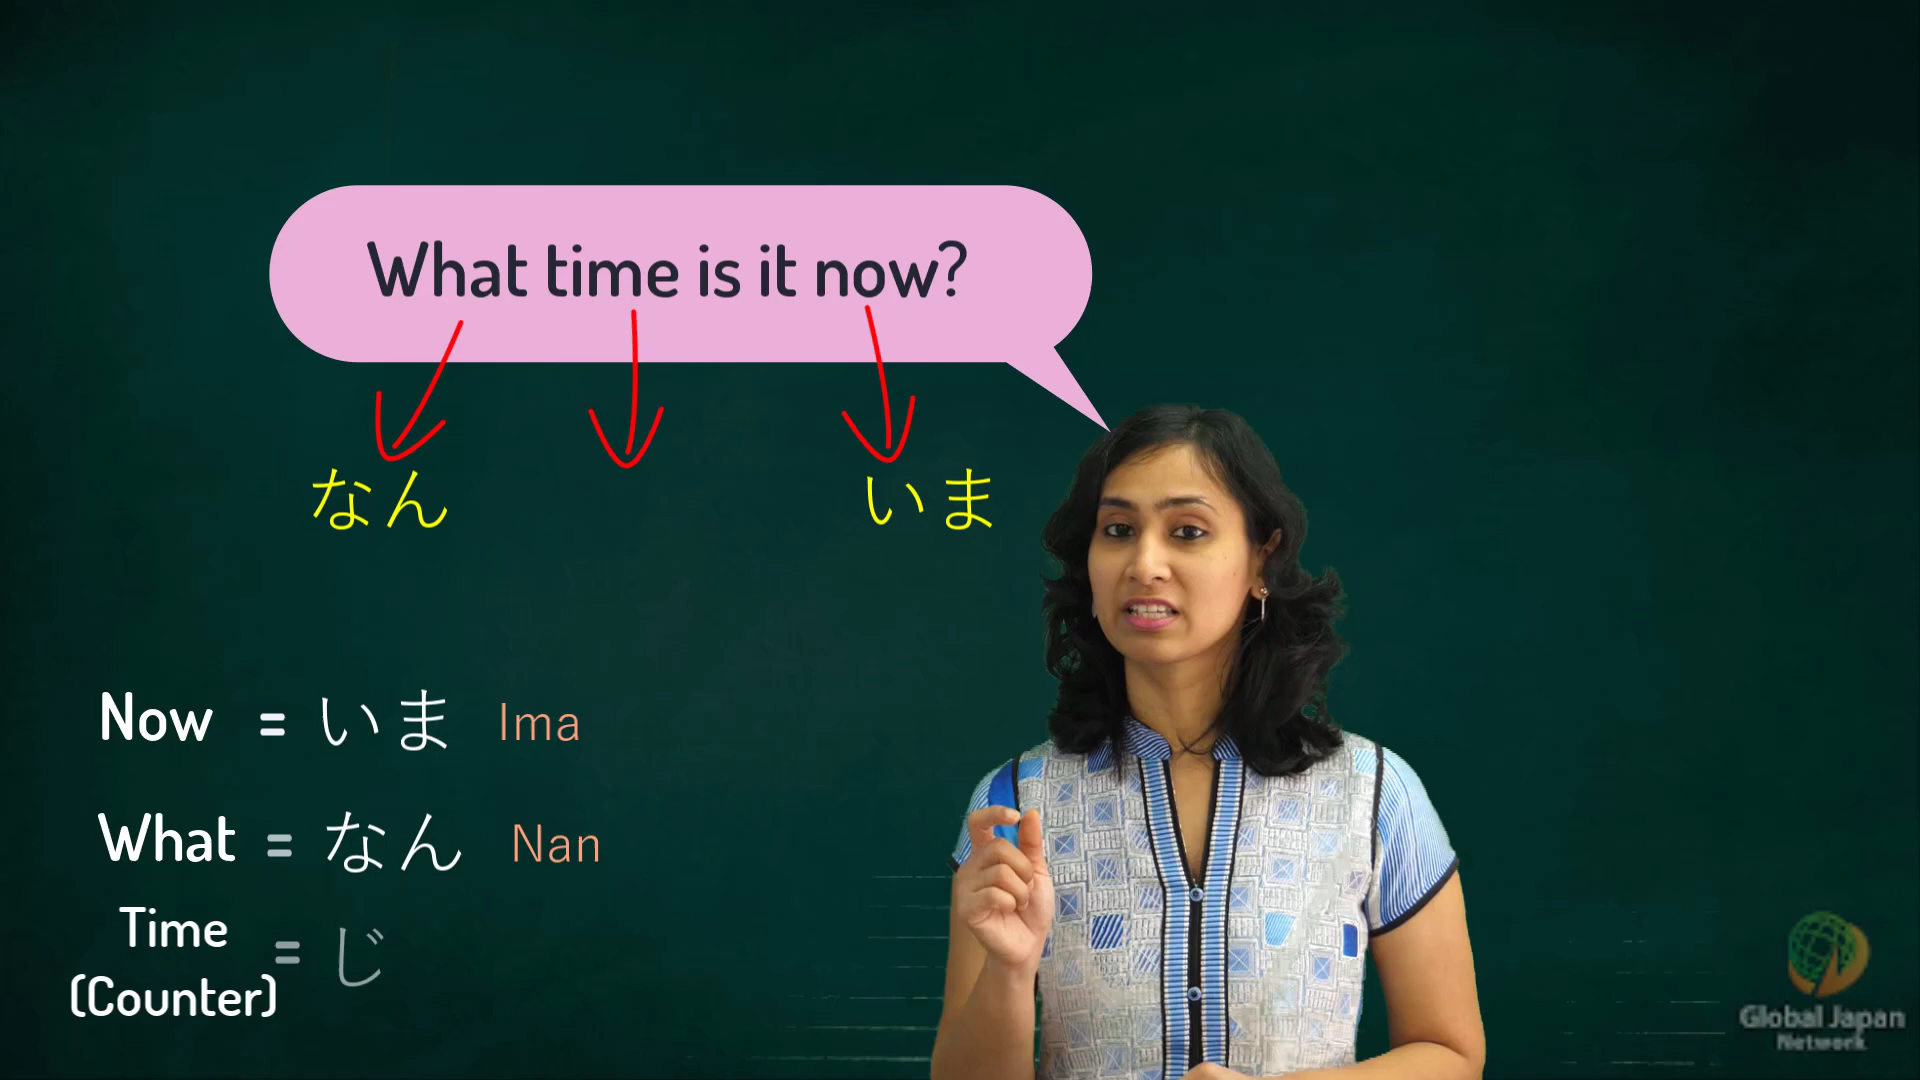 What time is it now?
なん いま
Now = いま Ima
What = なん Nan
Time
(Counter) = じ
Global Japan
Network